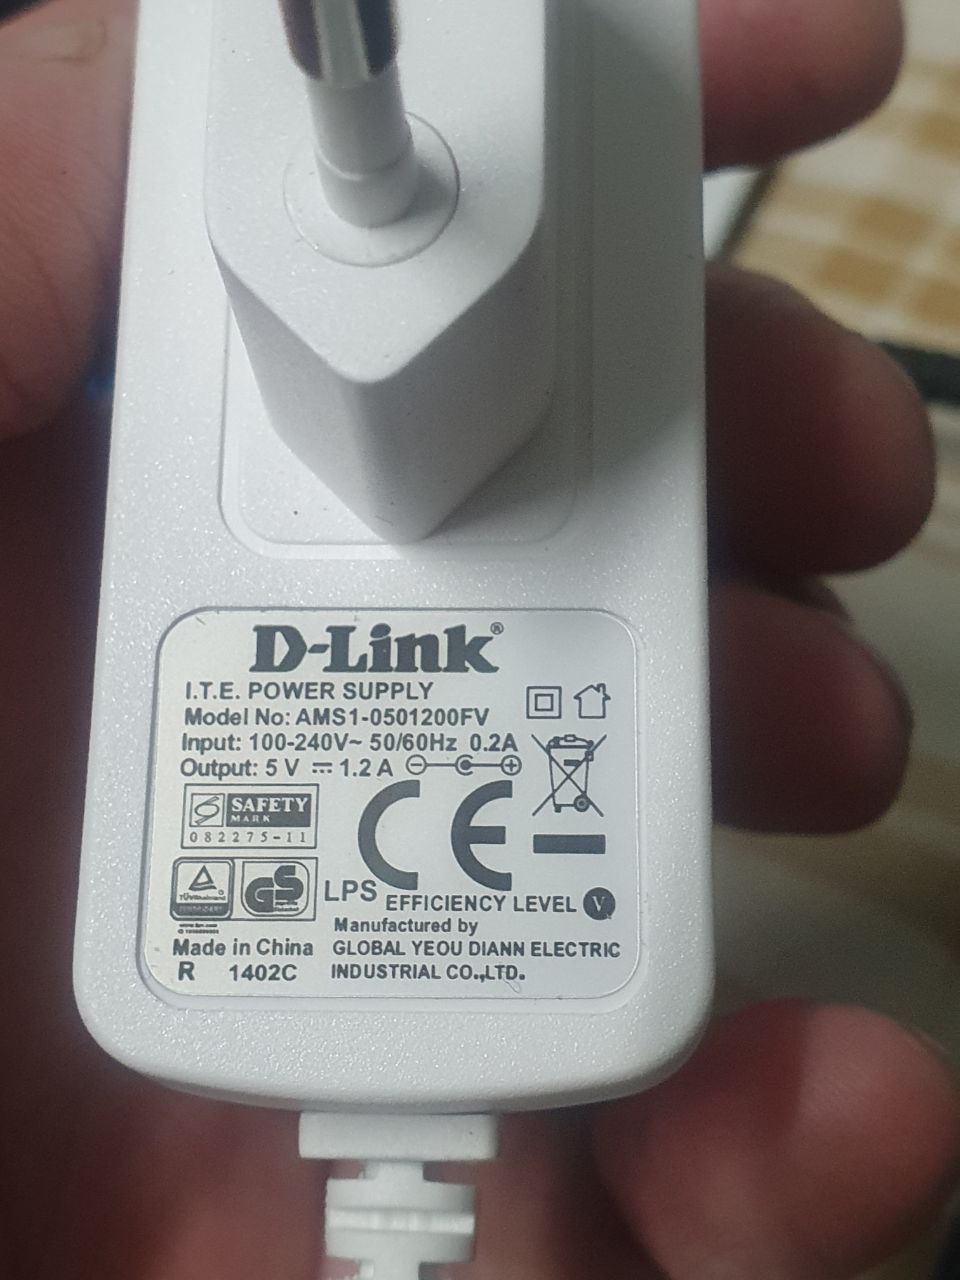 D-Link®
I.T.E. POWER SUPPLY
Model No: AMS1-0501200FV
Input: 100-240V~ 50/60Hz 0.2A
Output: 5 V ⎓ 1.2 A
SAFETY
MARK
082275-11
CE
TÜVRheinland
GS
LPS
EFFICIENCY LEVEL V
Made in China
R 1402C
Manufactured by
GLOBAL YEOU DIANN ELECTRIC
INDUSTRIAL CO.,LTD.